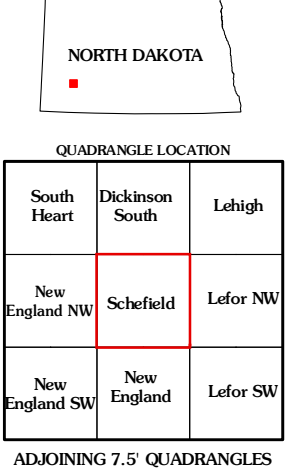 NORTH DAKOTA
QUADRANGLE LOCATION
South
Heart
Dickinson
South
Lehigh
New
England NW
Schefield
Lefor NW
New
England SW
New
England
Lefor SW
ADJOINING 7.5' QUADRANGLES